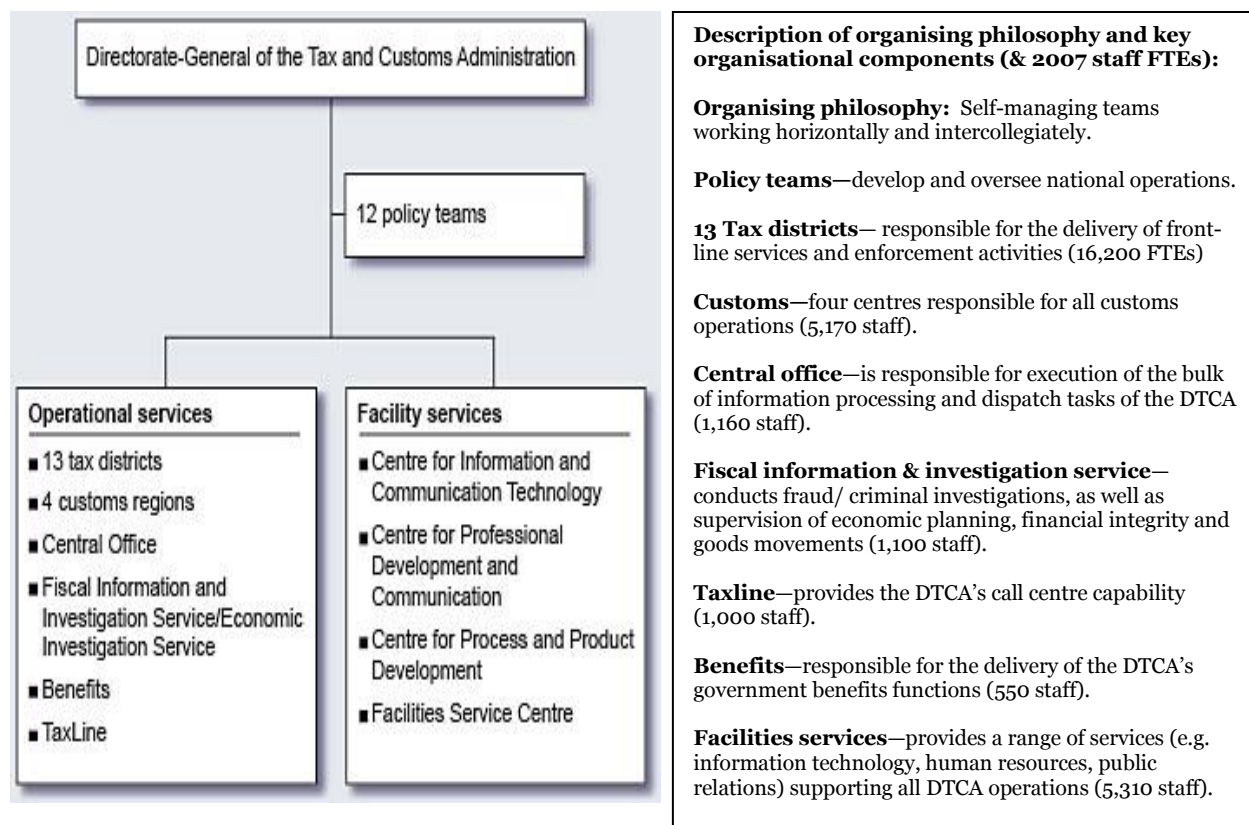 Directorate-General of the Tax and Customs Administration
12 policy teams
Operational services
■ 13 tax districts
■ 4 customs regions
■ Central Office
■ Fiscal Information and
Investigation Service/Economic
Investigation Service
■ Benefits
■ TaxLine
Facility services
■ Centre for Information and
Communication Technology
■ Centre for Professional
Development and
Communication
■ Centre for Process and Product
Development
■ Facilities Service Centre
Description of organising philosophy and key
organisational components (& 2007 staff FTEs):
Organising philosophy: Self-managing teams
working horizontally and intercollegiately.
Policy teams—develop and oversee national operations.
13 Tax districts— responsible for the delivery of front-
line services and enforcement activities (16,200 FTEs)
Customs—four centres responsible for all customs
operations (5,170 staff).
Central office—is responsible for execution of the bulk
of information processing and dispatch tasks of the DTCA
(1,160 staff).
Fiscal information & investigation service—
conducts fraud/ criminal investigations, as well as
supervision of economic planning, financial integrity and
goods movements (1,100 staff).
Taxline—provides the DTCA's call centre capability
(1,000 staff).
Benefits—responsible for the delivery of the DTCA's
government benefits functions (550 staff).
Facilities services—provides a range of services (e.g.
information technology, human resources, public
relations) supporting all DTCA operations (5,310 staff).